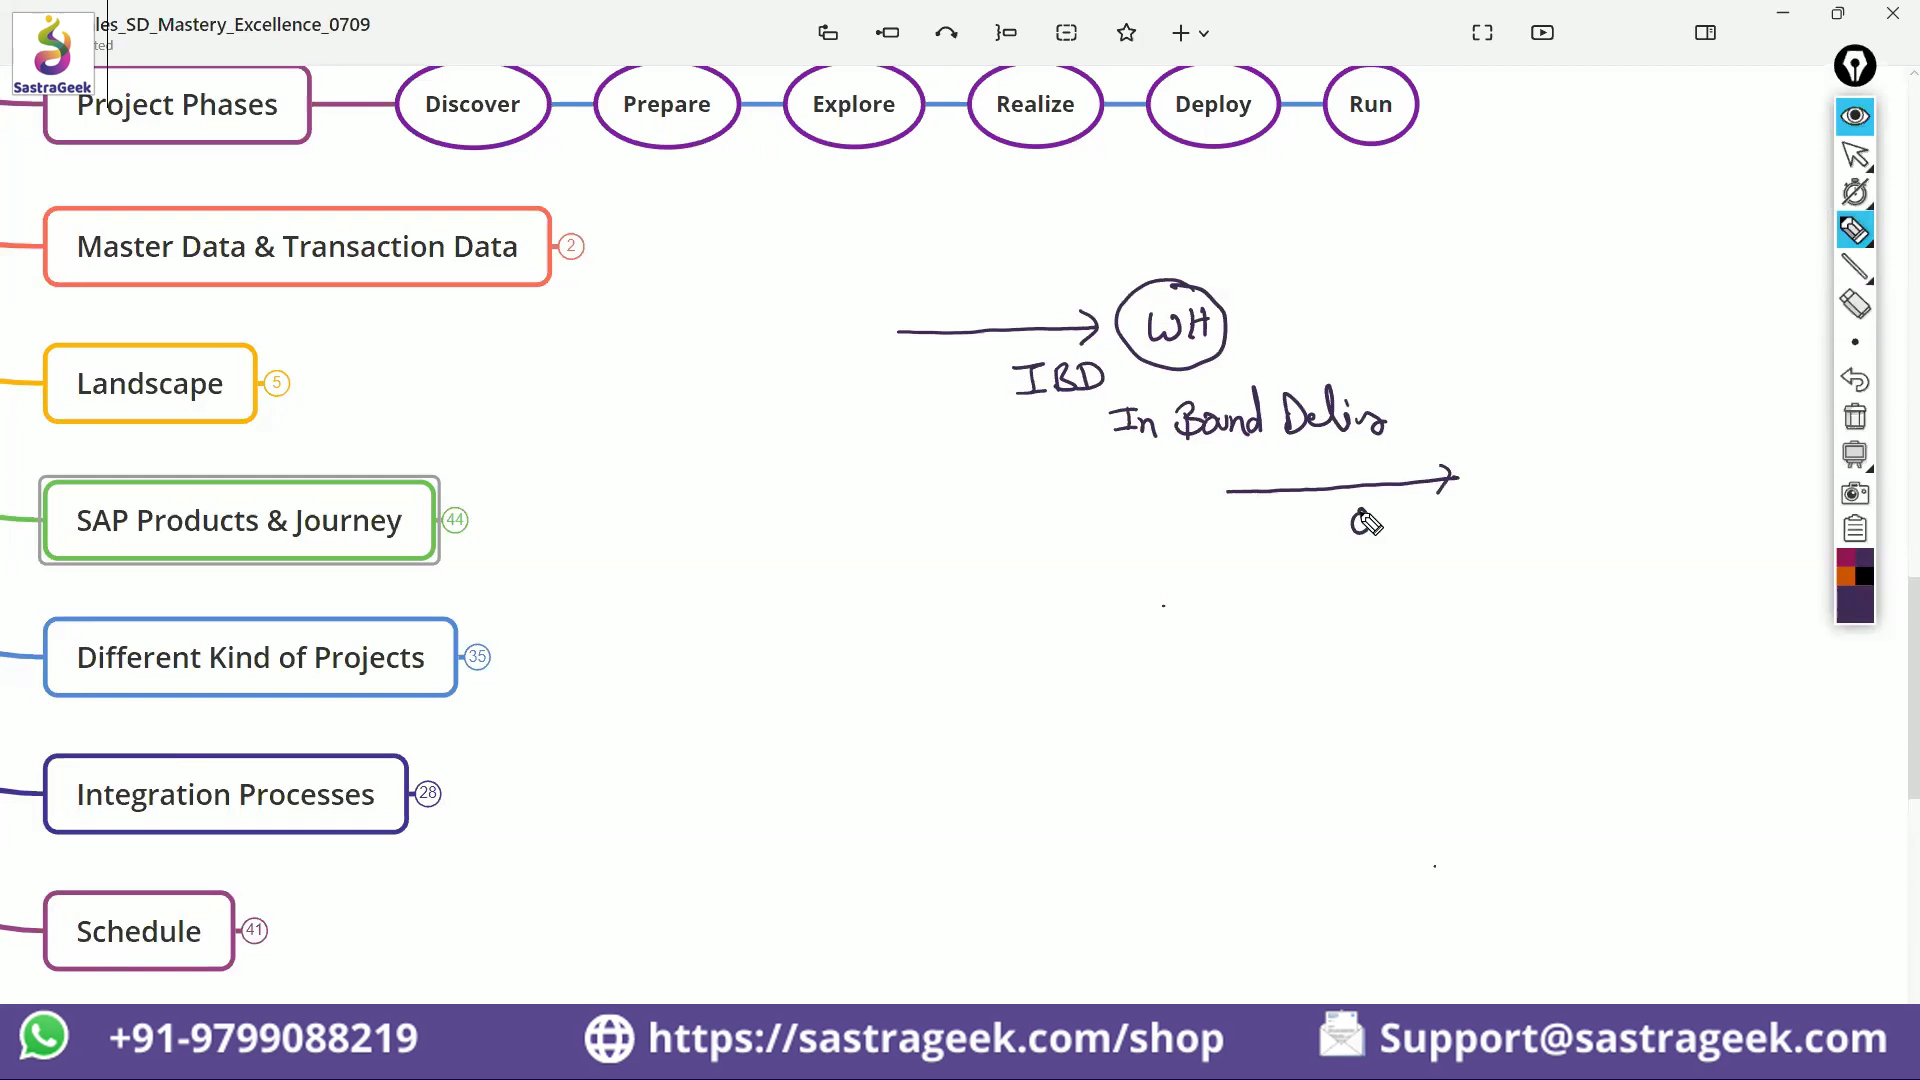 les_SD_Mastery_Excellence_0709
ted
SastraGeek
Project Phases
Discover
Prepare
Explore
Realize
Deploy
Run
Master Data & Transaction Data
2
WH
IBD
Landscape
5
In Bound
SAP Products & Journey
44
Different Kind of Projects
35
Integration Processes
28
Schedule
41
+91-9799088219
https://sastrageek.com/shop
Support@sastrageek.com